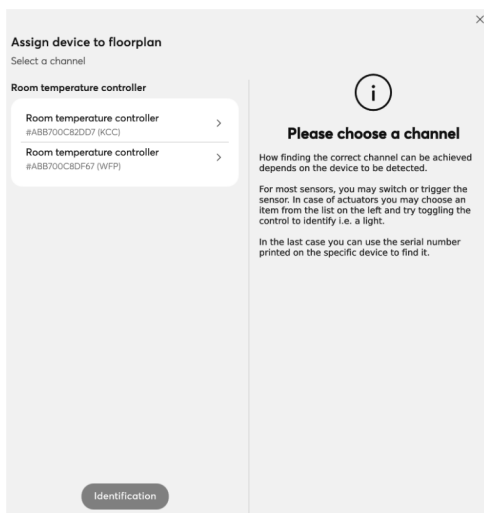 Assign device to floorplan
Select a channel
Room temperature controller
Room temperature controller
#ABB700C82DD7 (KCC)
Room temperature controller
#ABB700C8DF67 (WFP)
Identification
i
Please choose a channel
How finding the correct channel can be achieved
depends on the device to be detected.
For most sensors, you may switch or trigger the
sensor. In case of actuators you may choose an
item from the list on the left and try toggling the
control to identify i.e. a light.
In the last case you can use the serial number
printed on the specific device to find it.